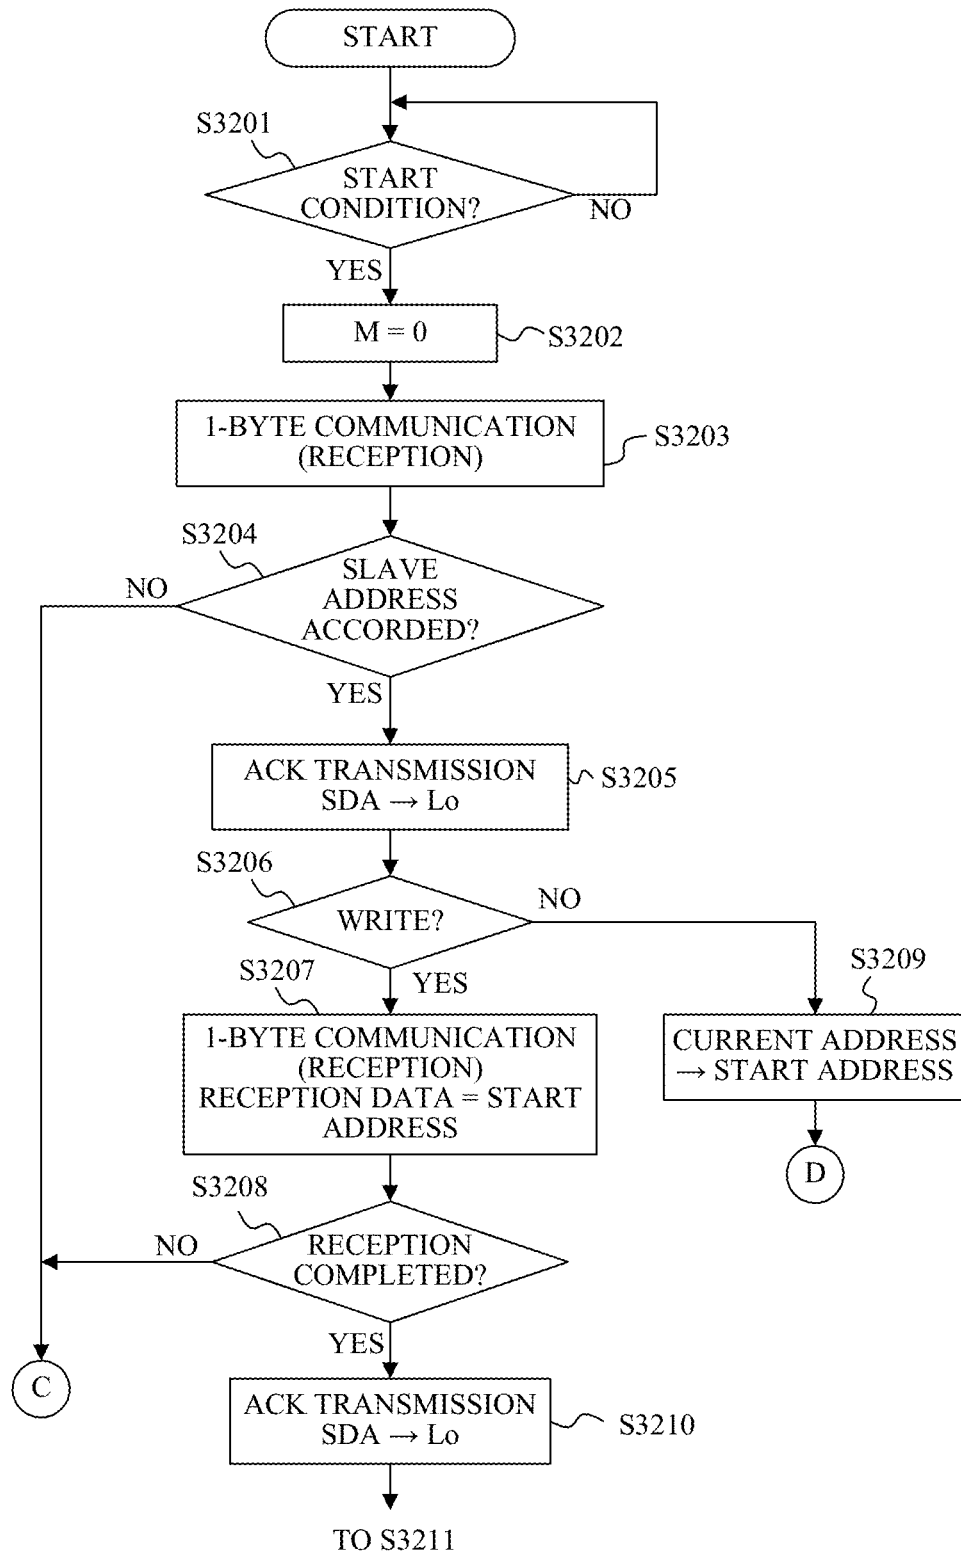 START
S3201
START
CONDITION?
NO
YES
M = 0
S3202
1-BYTE COMMUNICATION
(RECEPTION)
S3203
S3204
NO
SLAVE
ADDRESS
ACCORDED?
YES
ACK TRANSMISSION
SDA → Lo
S3205
S3206
NO
WRITE?
S3207
YES
S3209
1-BYTE COMMUNICATION
(RECEPTION)
RECEPTION DATA = START
ADDRESS
CURRENT ADDRESS
→ START ADDRESS
D
S3208
NO
RECEPTION
COMPLETED?
YES
C
ACK TRANSMISSION
SDA → Lo
S3210
TO S3211